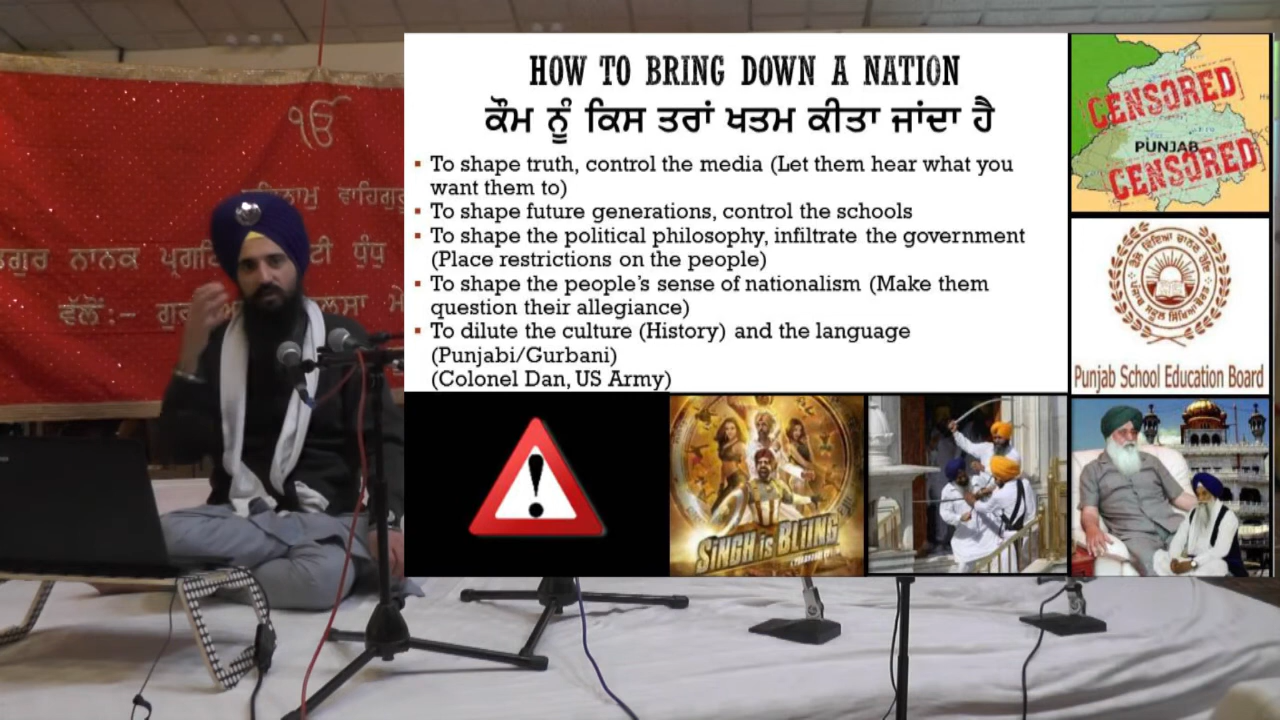 HOW TO BRING DOWN A NATION
ਕੌਮ ਨੂੰ ਕਿਸ ਤਰਾਂ ਖਤਮ ਕੀਤਾ ਜਾਂਦਾ ਹੈ
▪ To shape truth, control the media (Let them hear what you
want them to)
▪ To shape future generations, control the schools
▪ To shape the political philosophy, infiltrate the government
(Place restrictions on the people)
▪ To shape the people's sense of nationalism (Make them
question their allegiance)
▪ To dilute the culture (History) and the language
(Punjabi/Gurbani)
(Colonel Dan, US Army)
CENSORED
PUNJAB
CENSORED
Punjab School Education Board
SINGH iS BLIING
ੴ
ਵਾਹਿਗੁਰੂ
ਨਾਨਕ
ਧੁੰਧੁ
ਵੱਲੋਂ :-